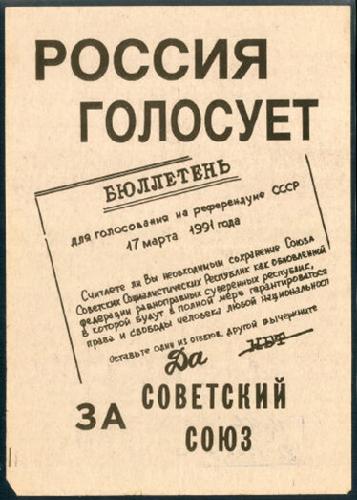 РОССИЯ
ГОЛОСУЕТ
БЮЛЛЕТЕНЬ
для голосования на референдуме СССР
17 марта 1991 года
Считаете ли Вы необходимым сохранение Союза
Советских Социалистических Республик как обновленной
федерации равноправных суверенных республик,
в которой будут в полной мере гарантироваться
права и свободы человека любой национальности
Оставьте один из ответов, другой вычеркните
Да НЕТ
ЗА СОВЕТСКИЙ
СОЮЗ